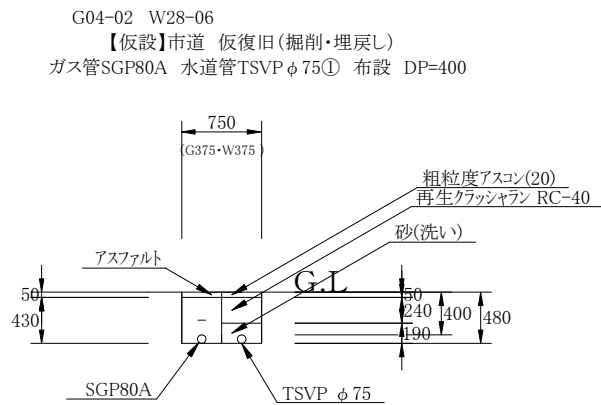 G04-02 W28-06
【仮設】市道 仮復旧(掘削・埋戻し)
ガス管SGP80A 水道管TSVPφ75① 布設 DP=400
750
(G375・W375)
粗粒度アスコン(20)
再生クラッシャラン RC-40
砂(洗い)
アスファルト
G.L
50
430
50
240
190
400
480
SGP80A
TSVP φ75